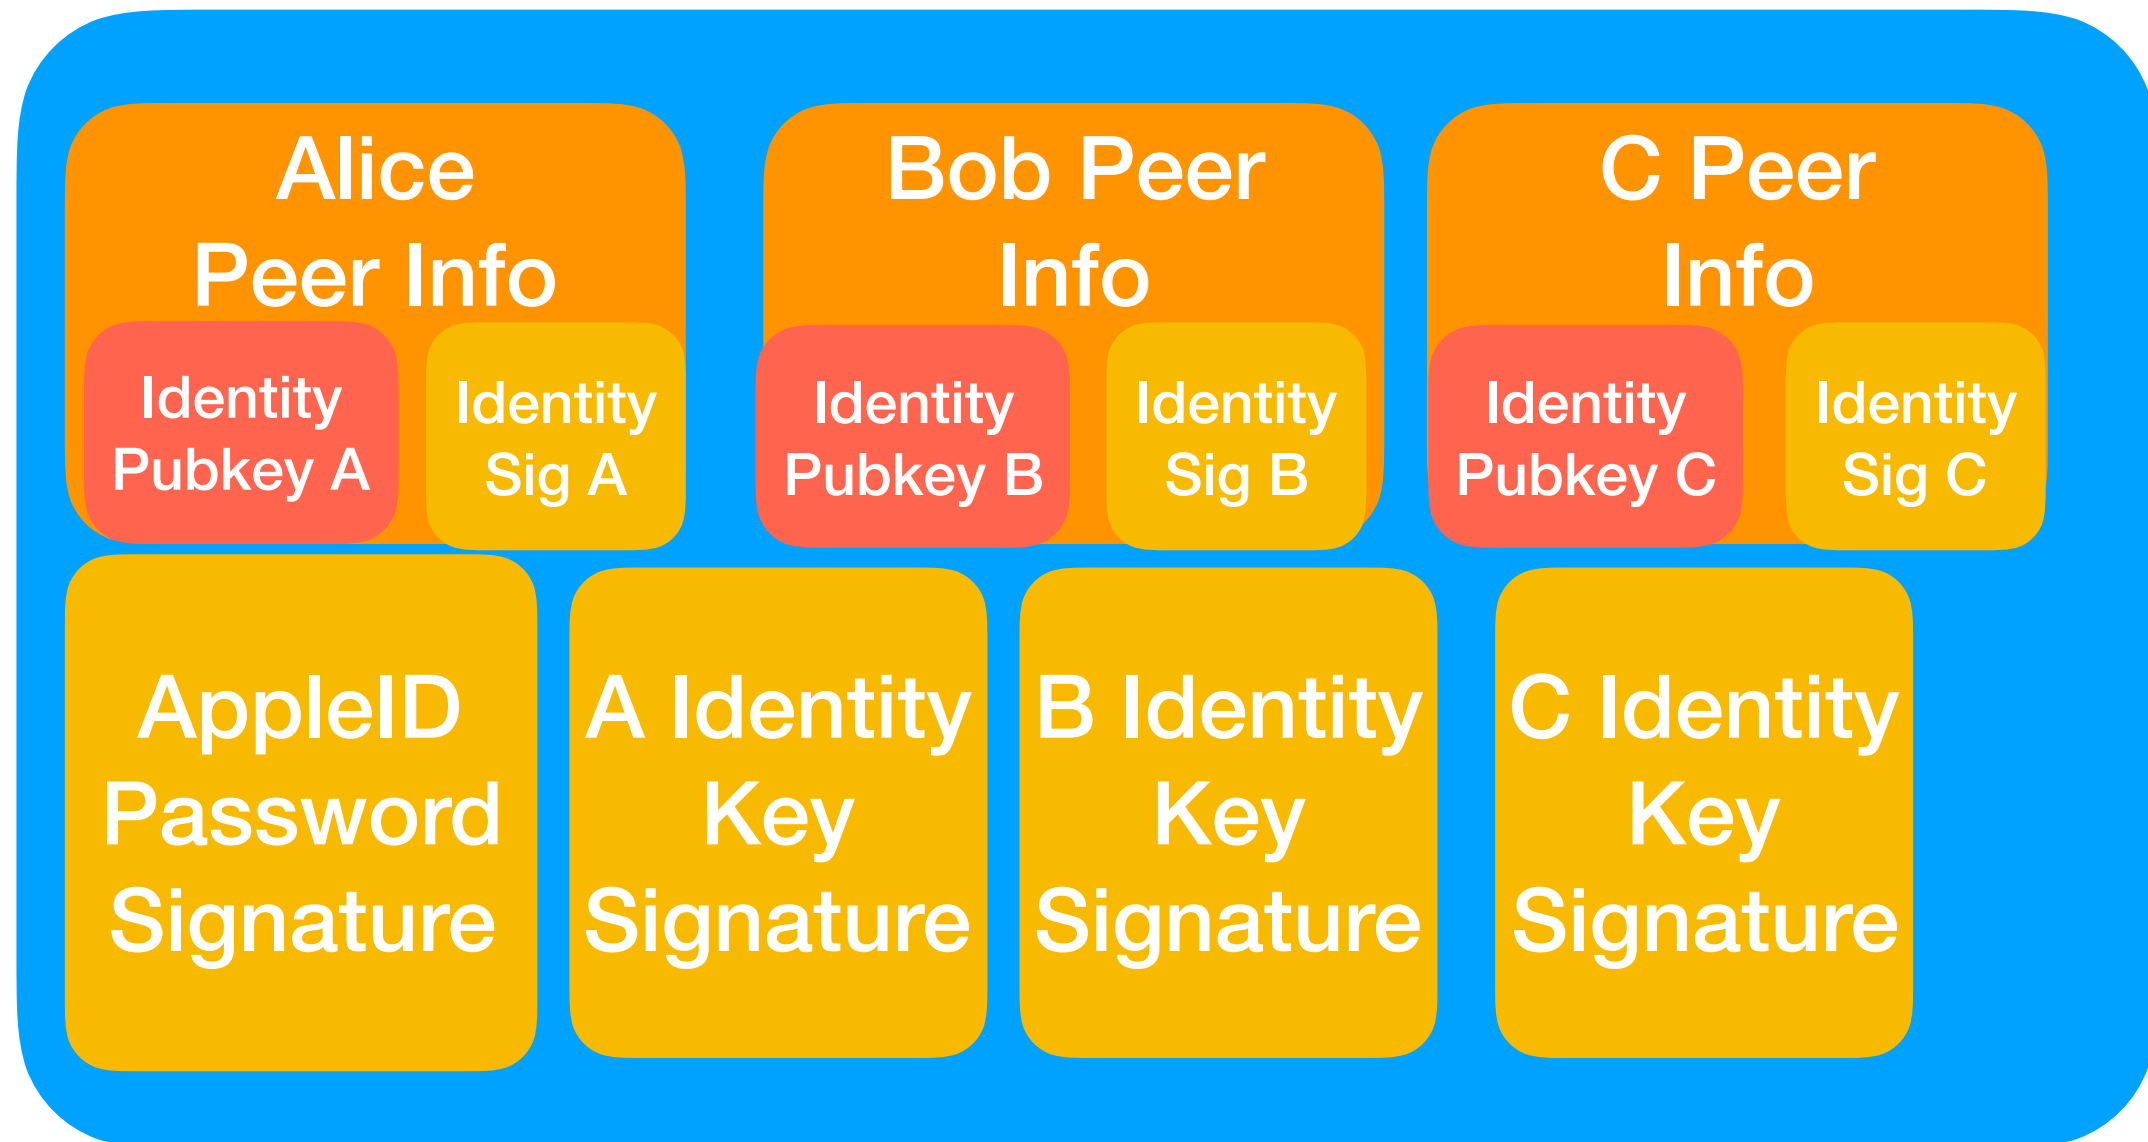 Alice
Peer Info
Identity
Pubkey A
Identity
Sig A
Bob Peer
Info
Identity
Pubkey B
Identity
Sig B
C Peer
Info
Identity
Pubkey C
Identity
Sig C
AppleID
Password
Signature
A Identity
Key
Signature
B Identity
Key
Signature
C Identity
Key
Signature